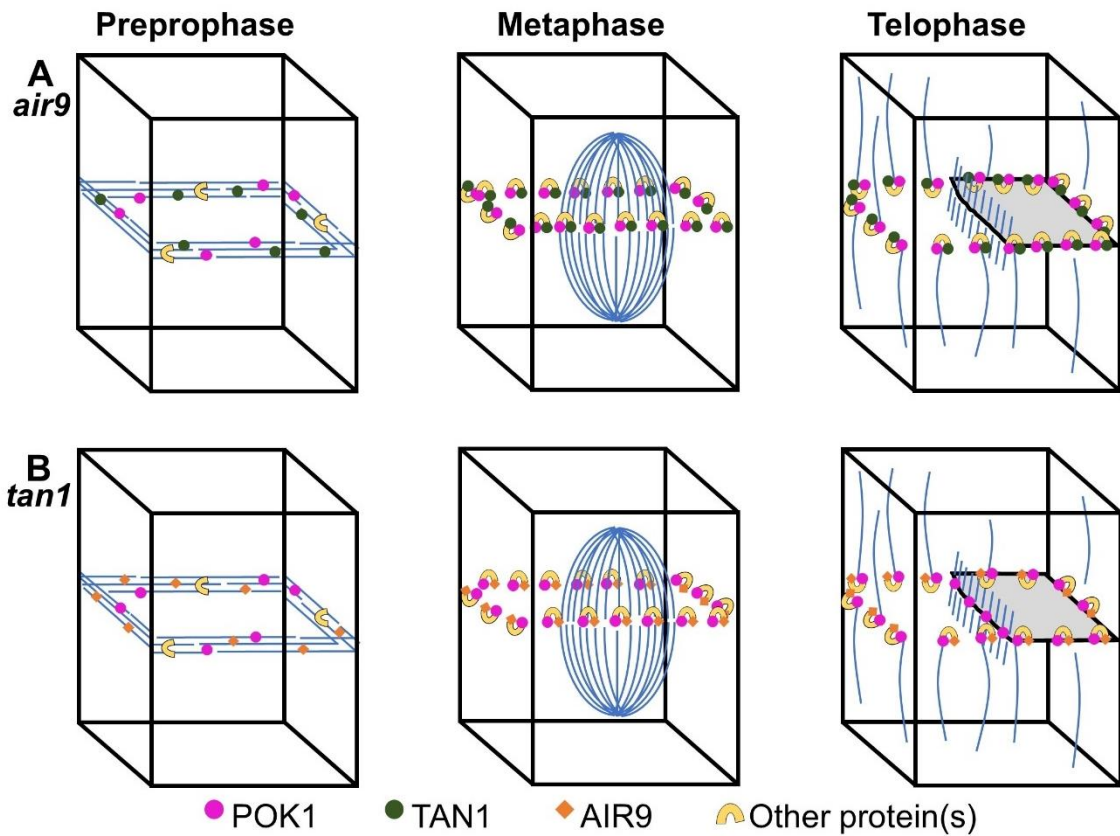 Preprophase Metaphase Telophase
A
air9
B
tan1
POK1 TAN1 AIR9 Other protein(s)